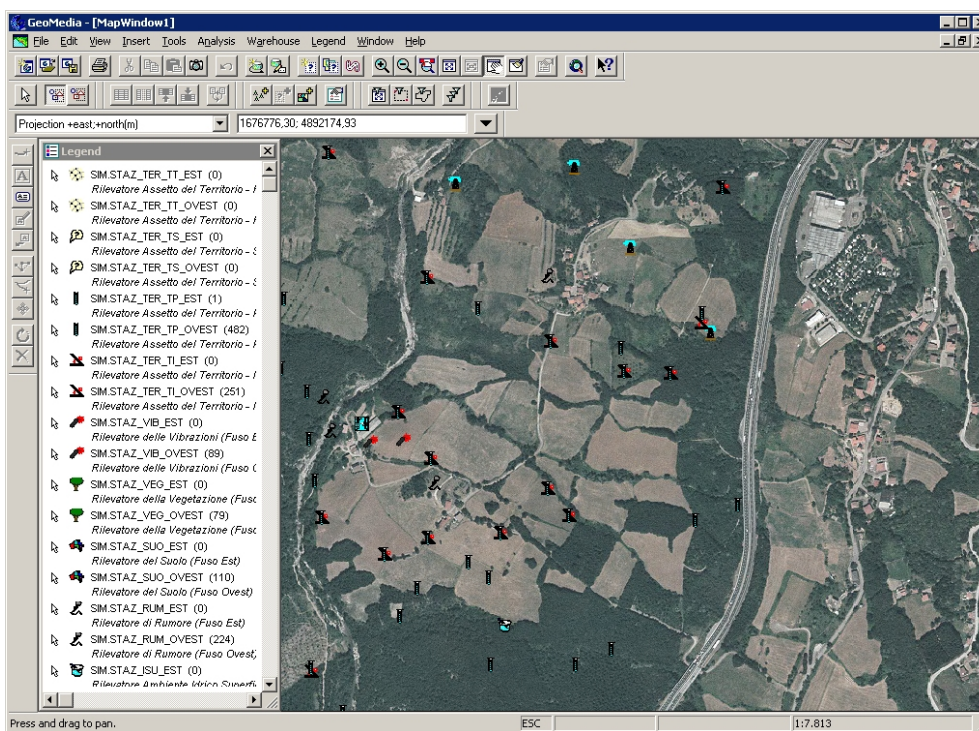 GeoMedia - [MapWindow1]
File Edit View Insert Tools Analysis Warehouse Legend Window Help
Projection +east;+north(m) 1676776,30; 4892174,93
Legend
SIM.STAZ_TER_TT_EST (0)
Rilevatore Assetto del Territorio -
SIM.STAZ_TER_TT_OVEST (0)
Rilevatore Assetto del Territorio -
SIM.STAZ_TER_TS_EST (0)
Rilevatore Assetto del Territorio -
SIM.STAZ_TER_TS_OVEST (0)
Rilevatore Assetto del Territorio -
SIM.STAZ_TER_TP_EST (1)
Rilevatore Assetto del Territorio -
SIM.STAZ_TER_TP_OVEST (482)
Rilevatore Assetto del Territorio -
SIM.STAZ_TER_TI_EST (0)
Rilevatore Assetto del Territorio -
SIM.STAZ_TER_TI_OVEST (251)
Rilevatore Assetto del Territorio -
SIM.STAZ_VIB_EST (0)
Rilevatore delle Vibrazioni (Fuso
SIM.STAZ_VIB_OVEST (89)
Rilevatore delle Vibrazioni (Fuso
SIM.STAZ_VEG_EST (0)
Rilevatore della Vegetazione (Fuso
SIM.STAZ_VEG_OVEST (79)
Rilevatore della Vegetazione (Fuso
SIM.STAZ_SUO_EST (0)
Rilevatore del Suolo (Fuso Est)
SIM.STAZ_SUO_OVEST (110)
Rilevatore del Suolo (Fuso Ovest)
SIM.STAZ_RUM_EST (0)
Rilevatore di Rumore (Fuso Est)
SIM.STAZ_RUM_OVEST (224)
Rilevatore di Rumore (Fuso Ovest)
SIM.STAZ_ISU_EST (0)
Rilevatore Ambiente Idrico Superfi
Press and drag to pan. ESC 1:7.813